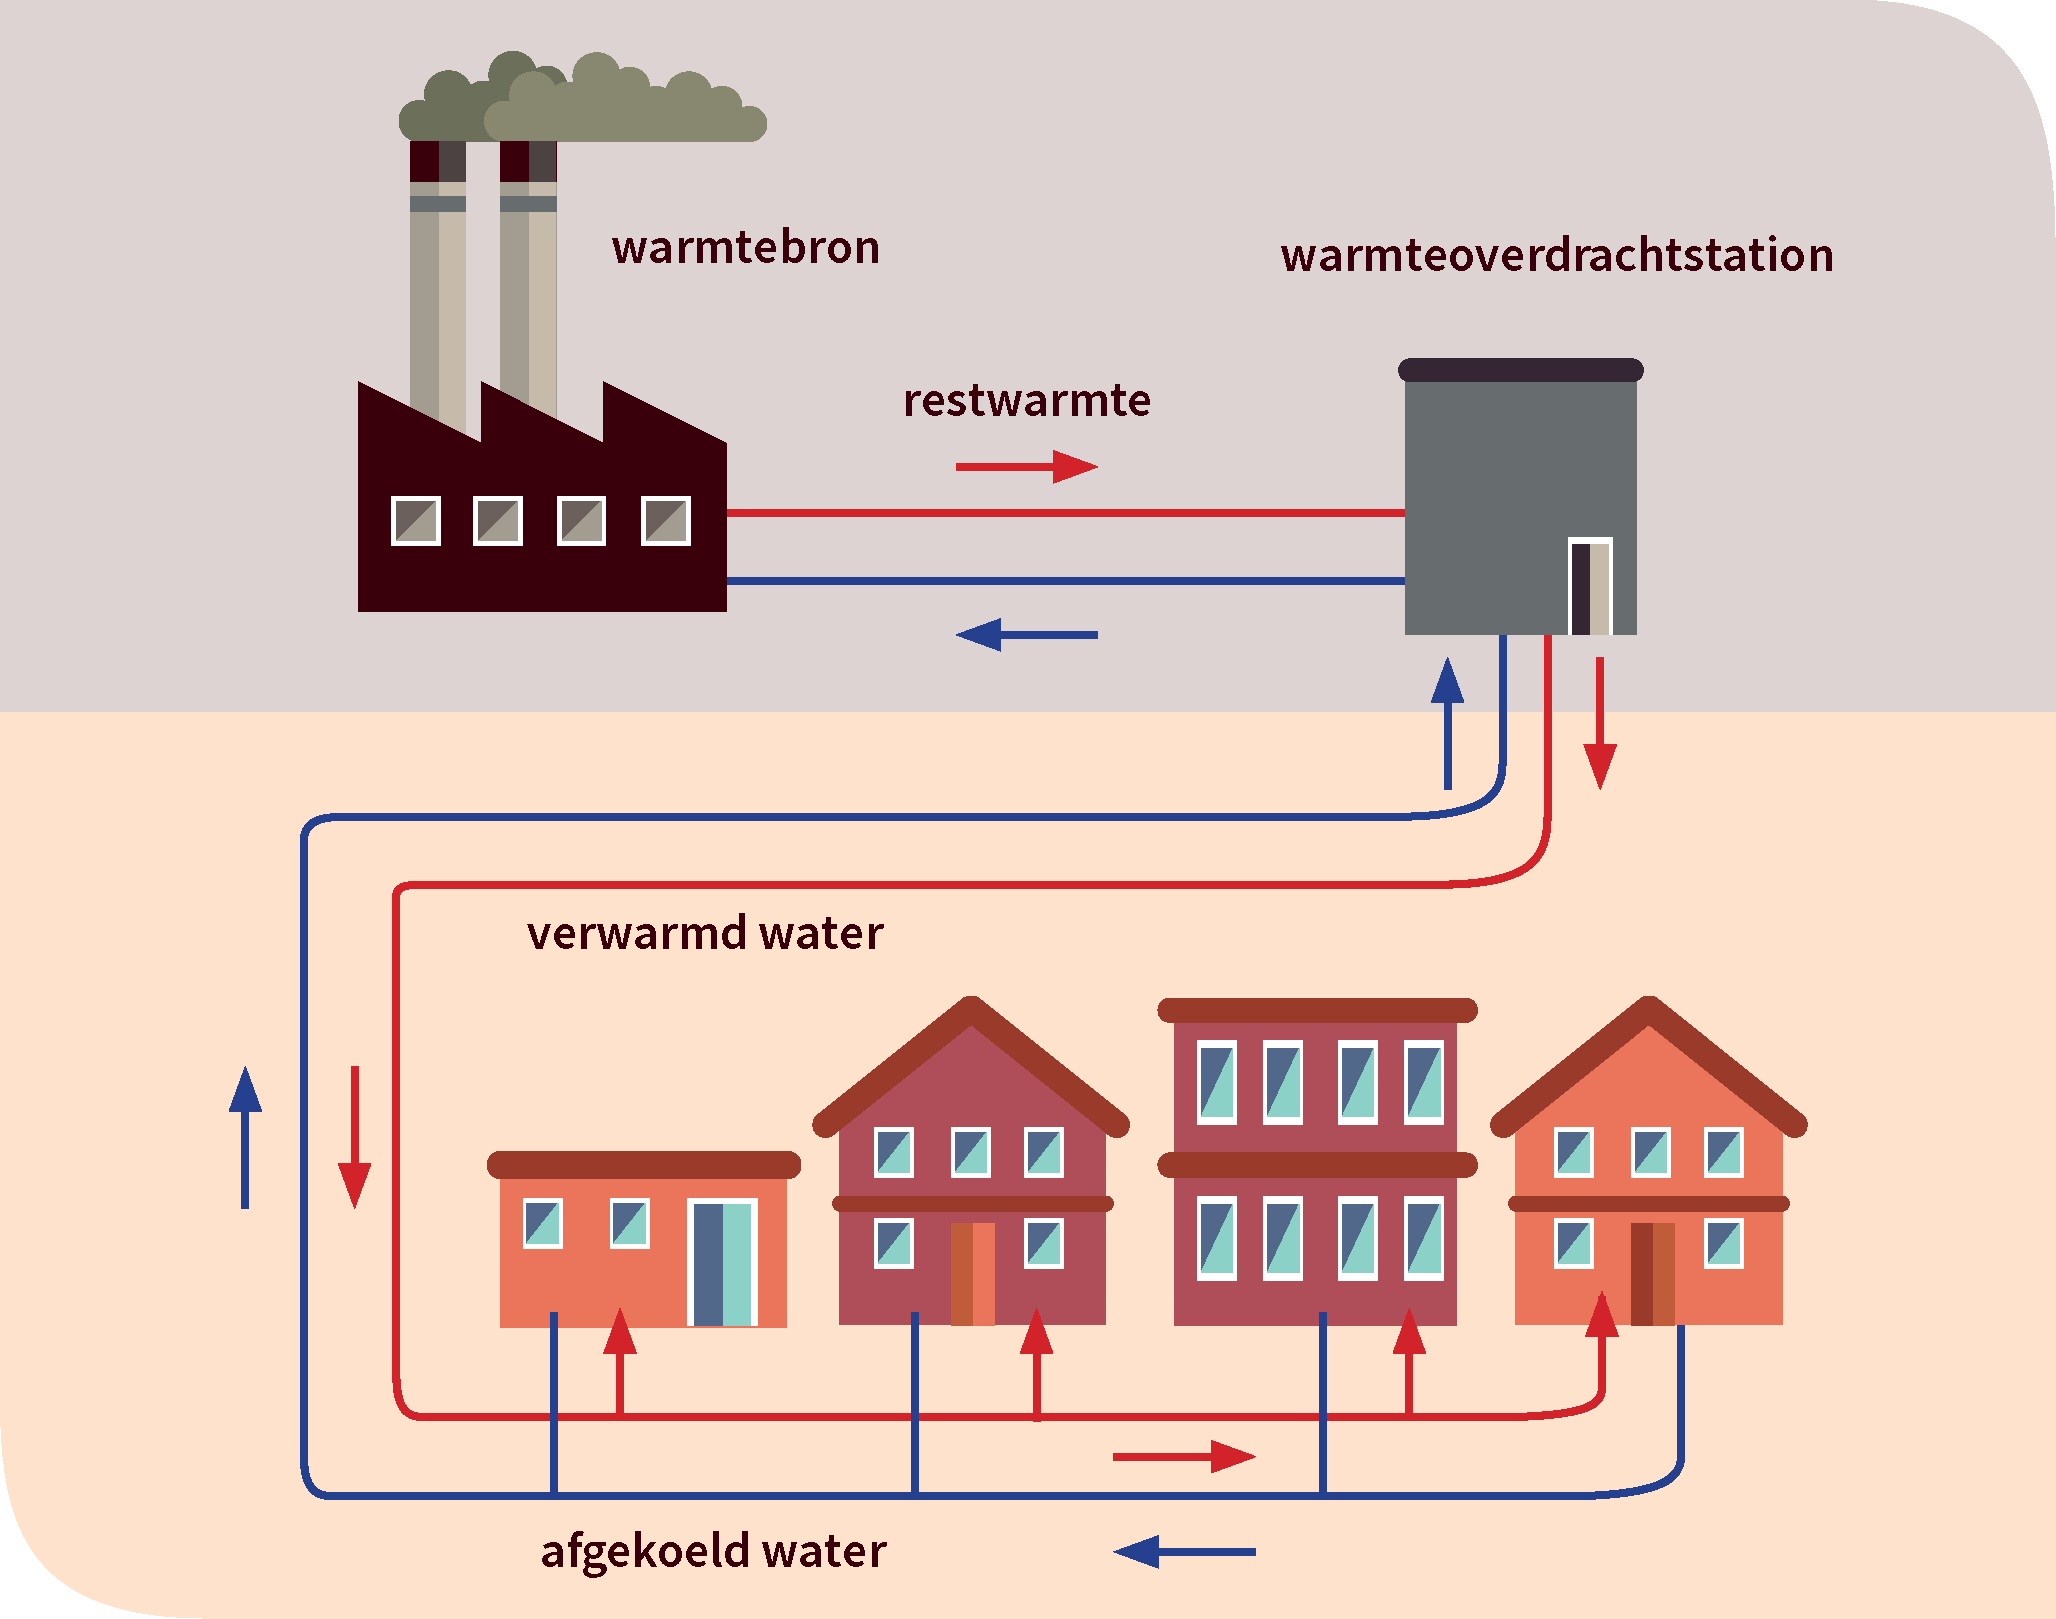 warmtebron
warmteoverdrachtstation
restwarmte
verwarmd water
afgekoeld water